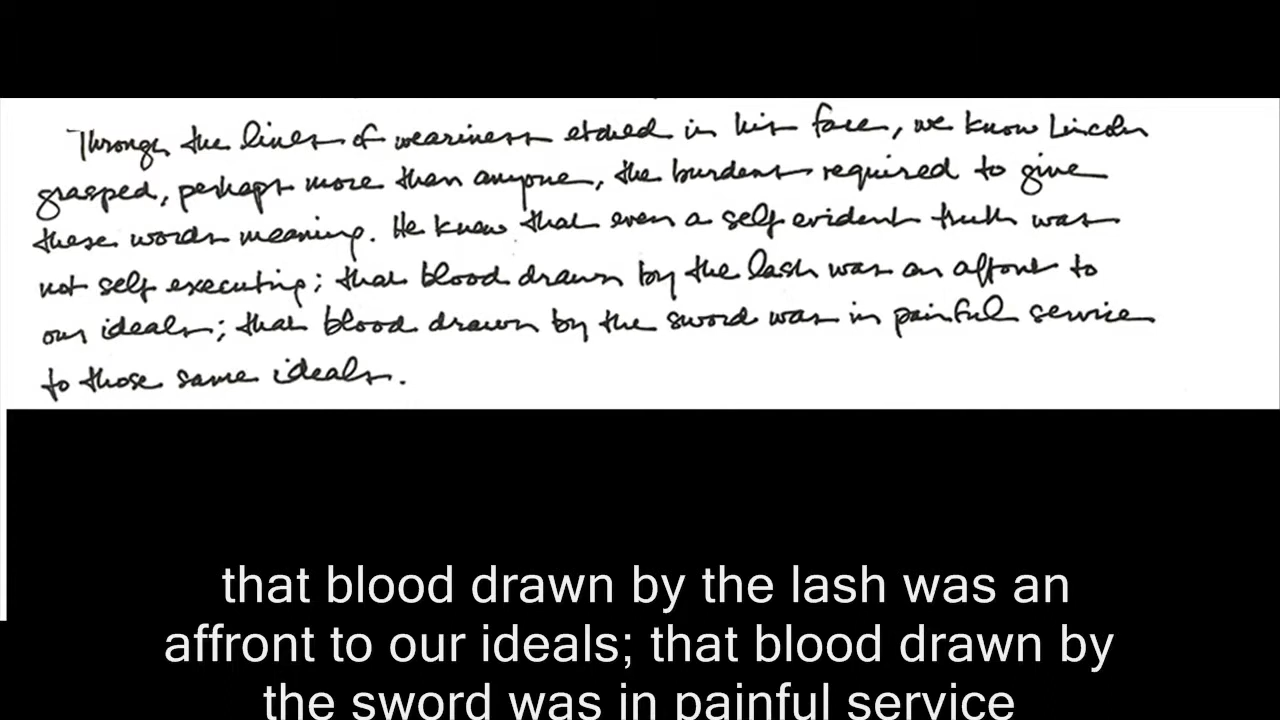 Through the lines of weariness etched in his face, we know Lincoln
grasped, perhaps more than anyone, the burdens required to give
these words meaning. He knew that even a self evident truth was
not self executing; that blood drawn by the lash was an affront to
our ideals; that blood drawn by the sword was in painful service
to those same ideals.
that blood drawn by the lash was an
affront to our ideals; that blood drawn by
the sword was in painful service